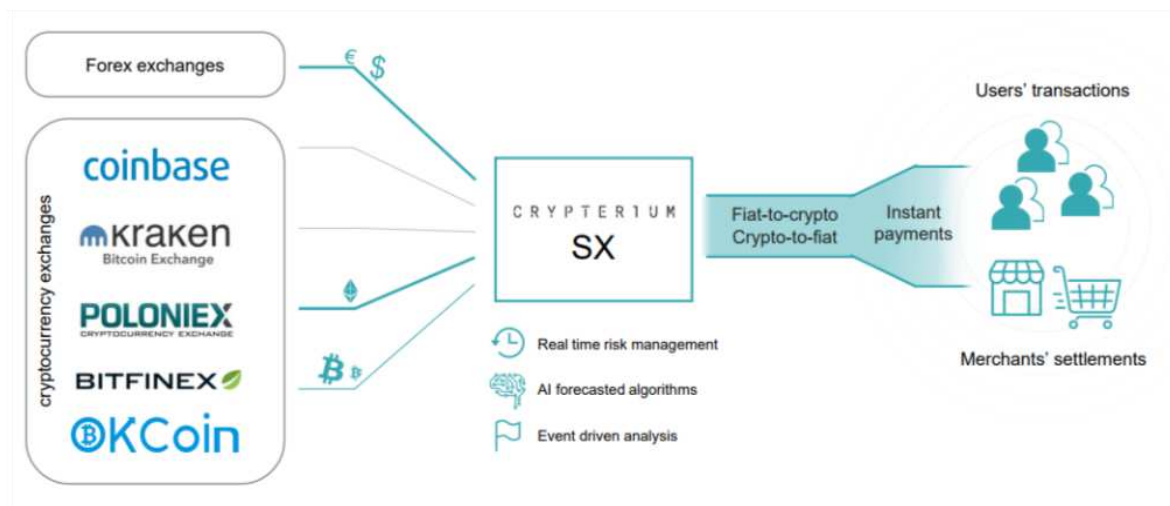 Forex exchanges
€ $
cryptocurrency exchanges
coinbase
kraken
Bitcoin Exchange
POLONIEX
CRYPTOCURRENCY EXCHANGE
BITFINEX
OKCoin
CRYPTER1UM
SX
Real time risk management
AI forecasted algorithms
Event driven analysis
Fiat-to-crypto
Crypto-to-fiat
Instant
payments
Users' transactions
Merchants' settlements